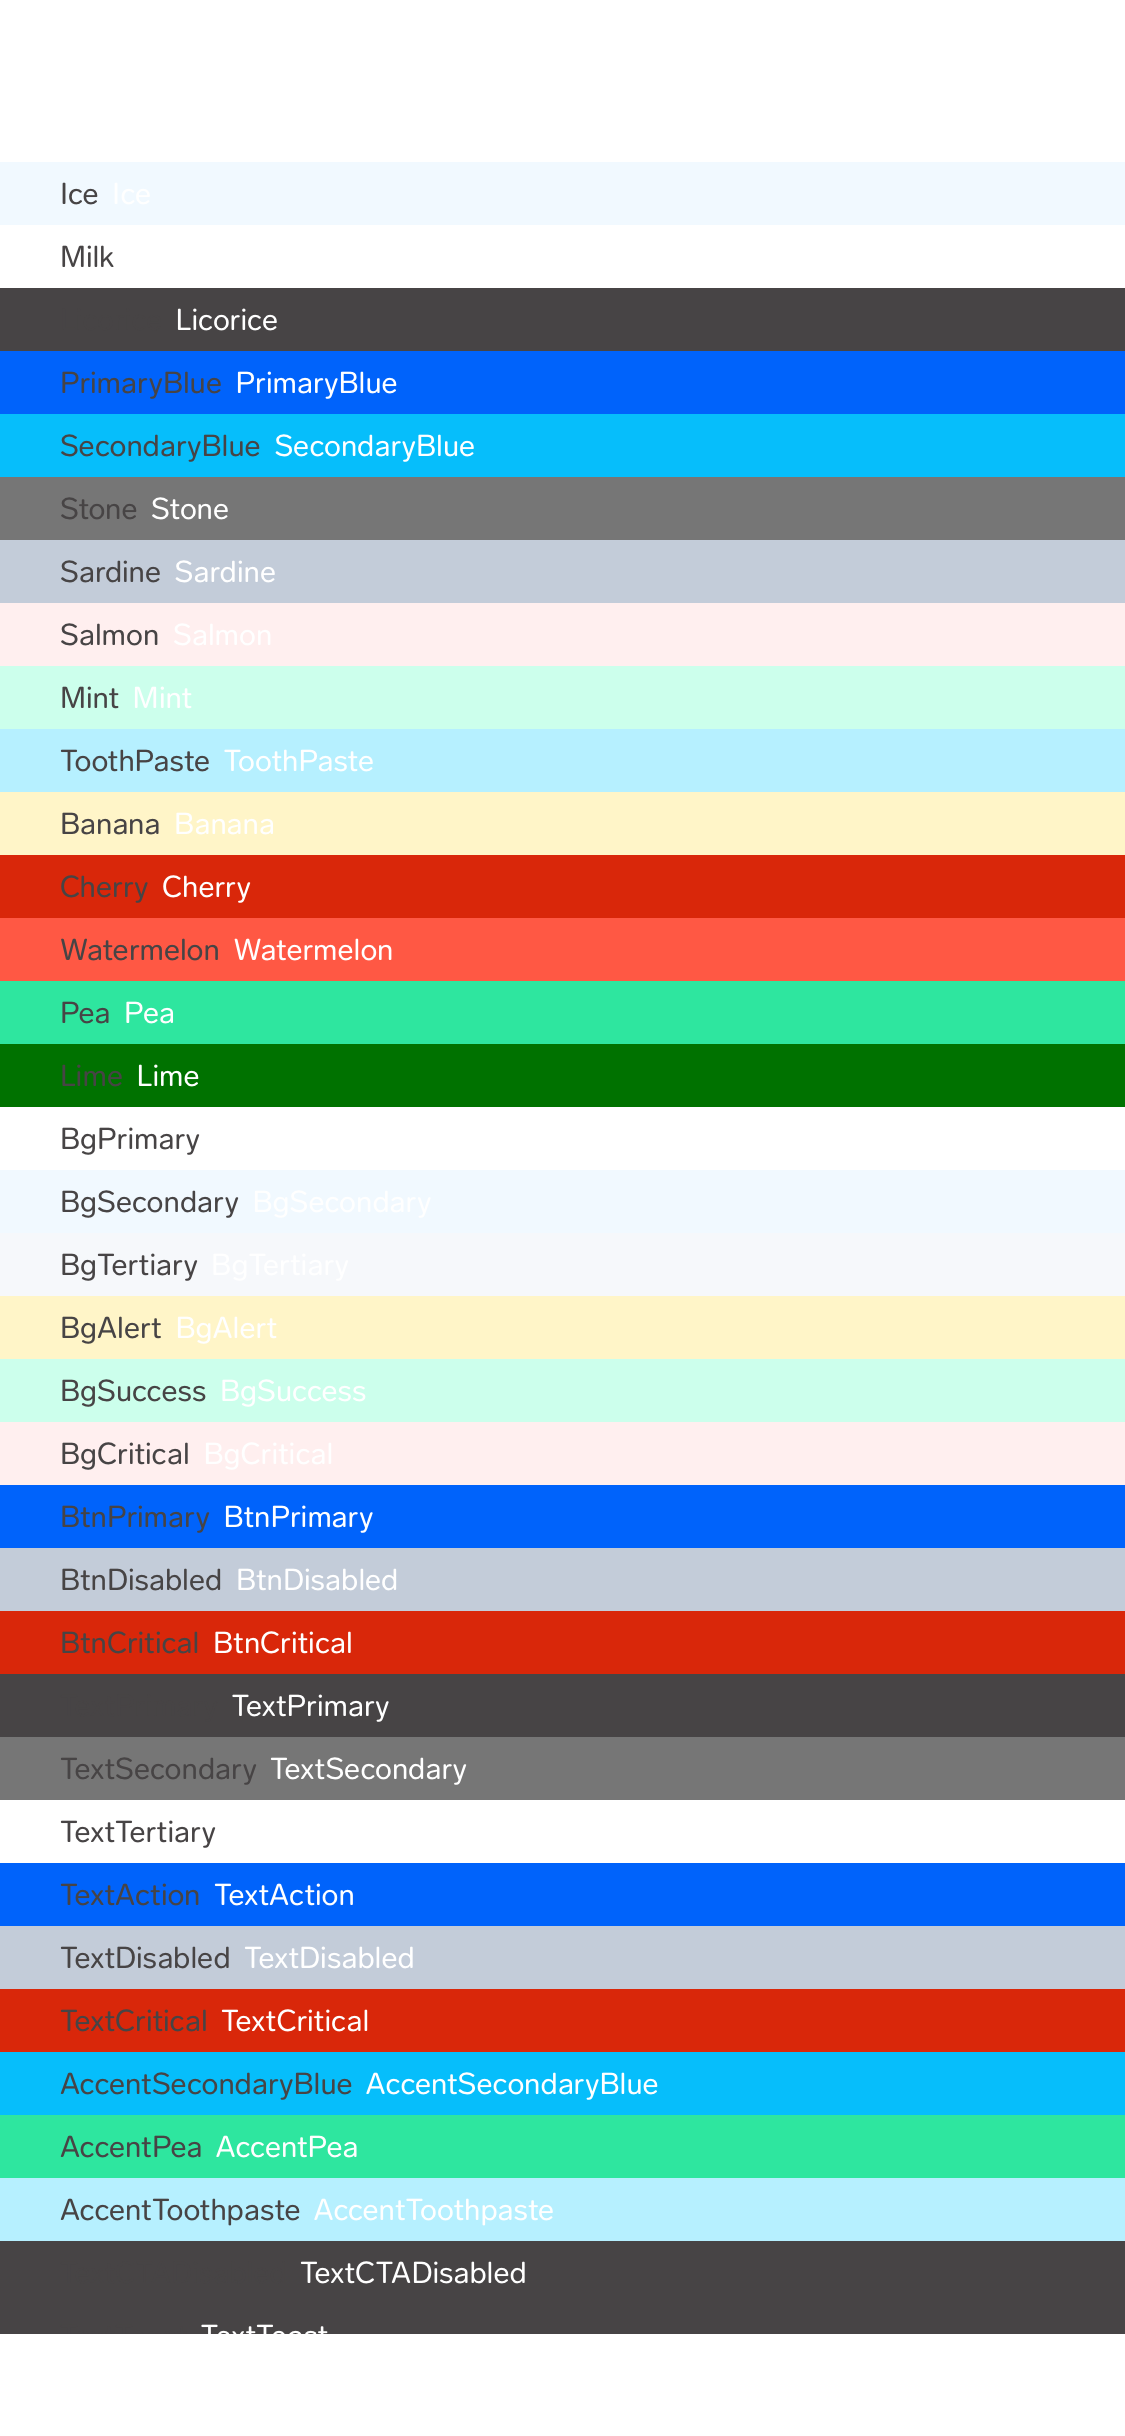 Ice Ice
Milk
Licorice
PrimaryBlue PrimaryBlue
SecondaryBlue SecondaryBlue
Stone Stone
Sardine Sardine
Salmon Salmon
Mint Mint
ToothPaste ToothPaste
Banana Banana
Cherry Cherry
Watermelon Watermelon
Pea Pea
Lime Lime
BgPrimary
BgSecondary BgSecondary
BgTertiary BgTertiary
BgAlert BgAlert
BgSuccess BgSuccess
BgCritical BgCritical
BtnPrimary BtnPrimary
BtnDisabled BtnDisabled
BtnCritical BtnCritical
TextPrimary
TextSecondary TextSecondary
TextTertiary
TextAction TextAction
TextDisabled TextDisabled
TextCritical TextCritical
AccentSecondaryBlue AccentSecondaryBlue
AccentPea AccentPea
AccentToothpaste AccentToothpaste
TextCTADisabled